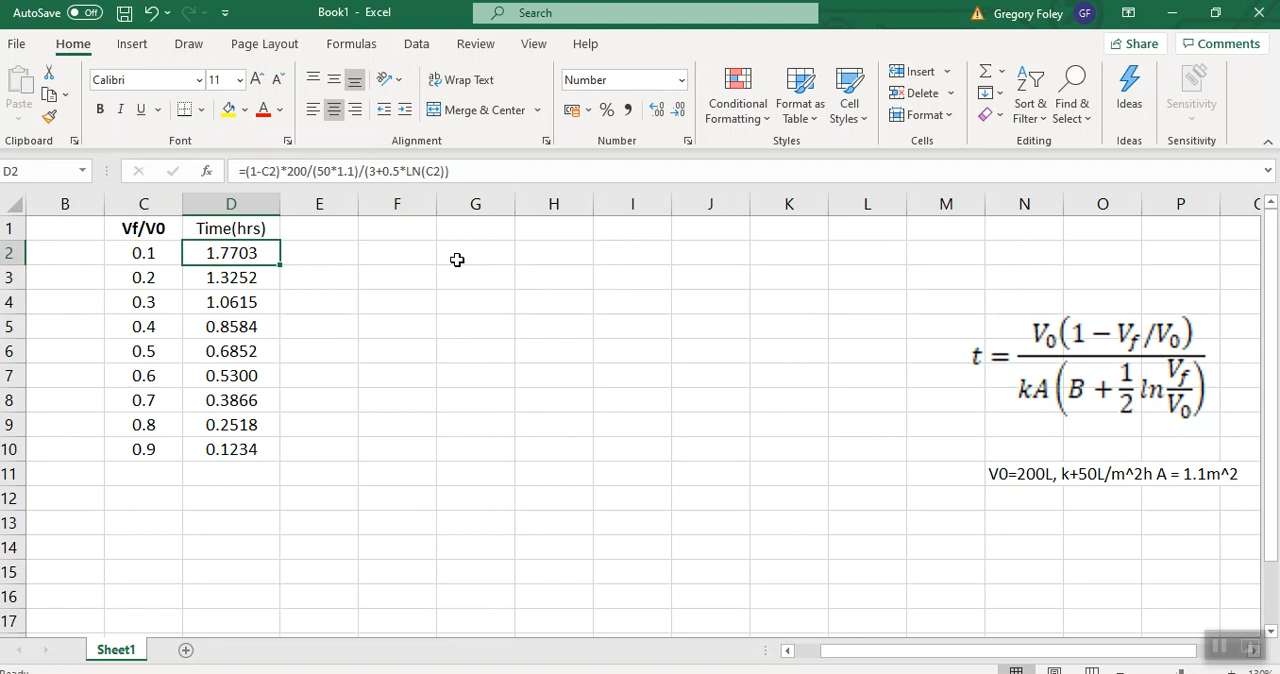 AutoSave Off Book1 - Excel Search Gregory Foley GF
File Home Insert Draw Page Layout Formulas Data Review View Help Share Comments
Paste Calibri 11 A^ A˅ ab Wrap Text Number Conditional Formatting Format as Table Cell Styles Insert Delete Format Sort & Filter Find & Select Ideas Sensitivity
B I U A Merge & Center % ,
Clipboard Font Alignment Number Styles Cells Editing Ideas Sensitivity
D2 fx =(1-C2)*200/(50*1.1)/(3+0.5*LN(C2))
B C D E F G H I J K L M N O P
1 Vf/V0 Time(hrs)
2 0.1 1.7703
3 0.2 1.3252
4 0.3 1.0615
5 0.4 0.8584
6 0.5 0.6852
7 0.6 0.5300
8 0.7 0.3866
9 0.8 0.2518
10 0.9 0.1234
t = V₀(1 − V_f/V₀) / kA(B + 1/2 ln V_f/V₀)
11 V0=200L, k+50L/m^2h A = 1.1m^2
12
13
14
15
16
17
Sheet1